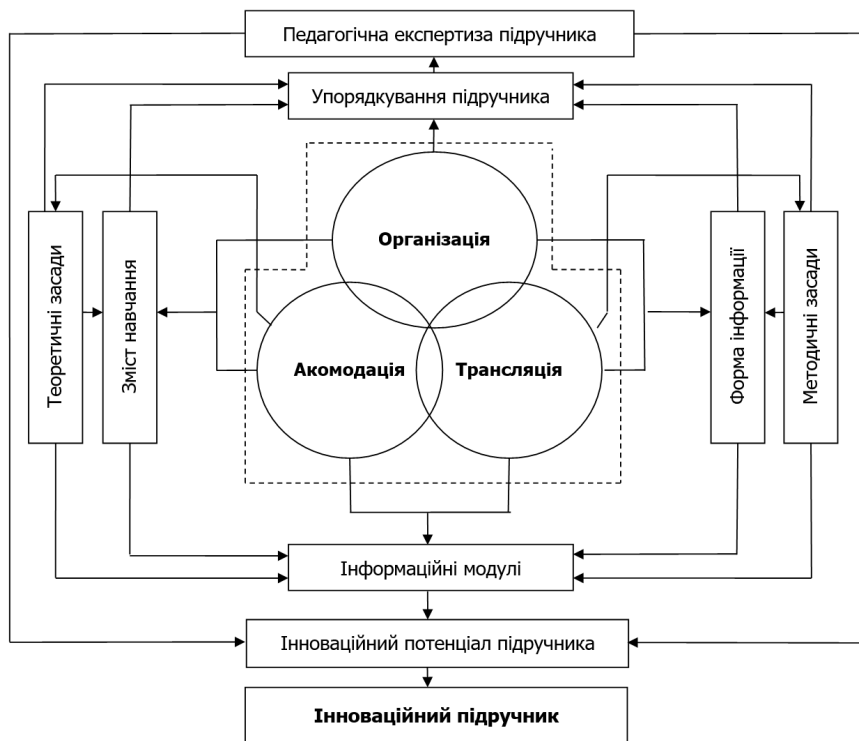 Педагогічна експертиза підручника
Упорядкування підручника
Організація
Теоретичні засади
Зміст навчання
Акомодація
Трансляція
Форма інформації
Методичні засади
Інформаційні модулі
Інноваційний потенціал підручника
Інноваційний підручник